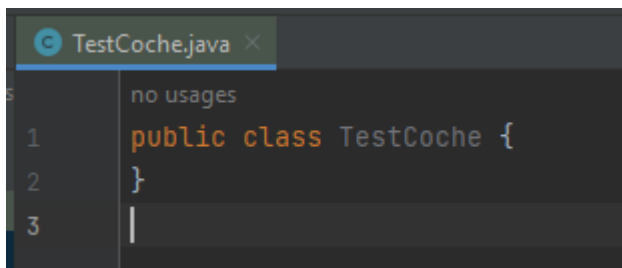 C TestCoche.java ×
s
no usages
1 public class TestCoche {
2 }
3